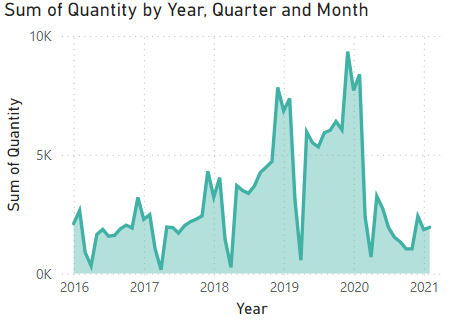 Sum of Quantity by Year, Quarter and Month
10K
5K
0K
Sum of Quantity
2016 2017 2018 2019 2020 2021
Year